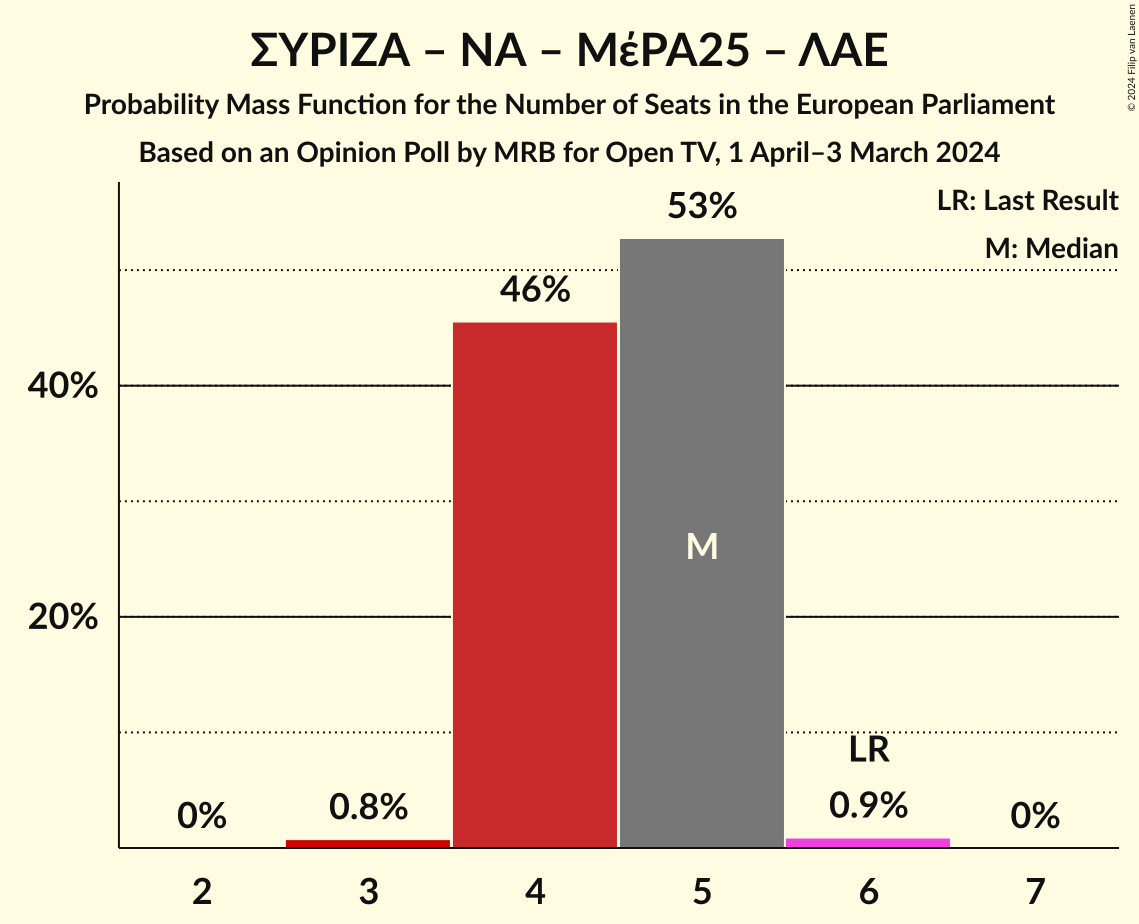 ΣΥΡΙΖΑ – ΝΑ – ΜέΡΑ25 – ΛΑΕ
Probability Mass Function for the Number of Seats in the European Parliament
Based on an Opinion Poll by MRB for Open TV, 1 April–3 March 2024
© 2024 Filip van Laenen
LR: Last Result
M: Median
53%
46%
40%
M
20%
LR
0%
0.8%
0.9%
0%
2
3
4
5
6
7